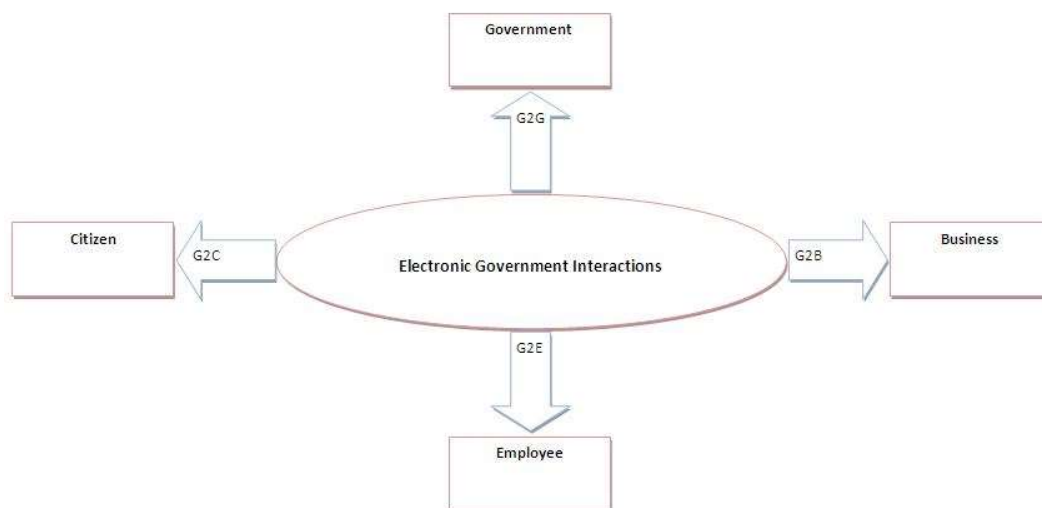 Government
G2G
Citizen
G2C
Electronic Government Interactions
G2B
Business
G2E
Employee